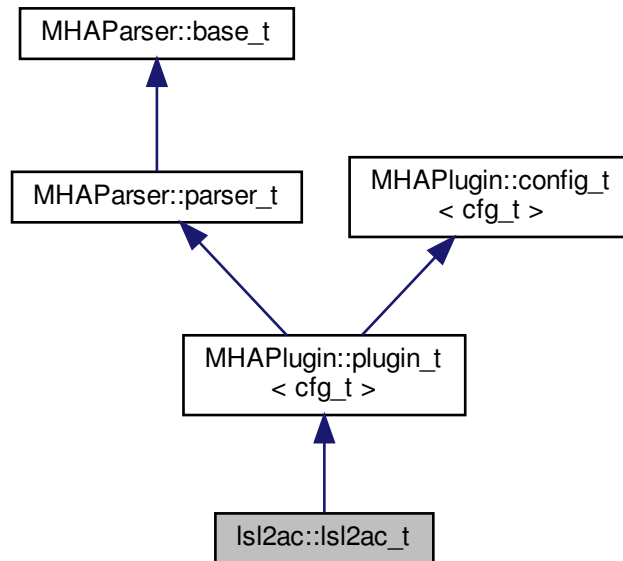 MHAParser::base_t
MHAParser::parser_t
MHAPlugin::config_t
< cfg_t >
MHAPlugin::plugin_t
< cfg_t >
lsl2ac::lsl2ac_t